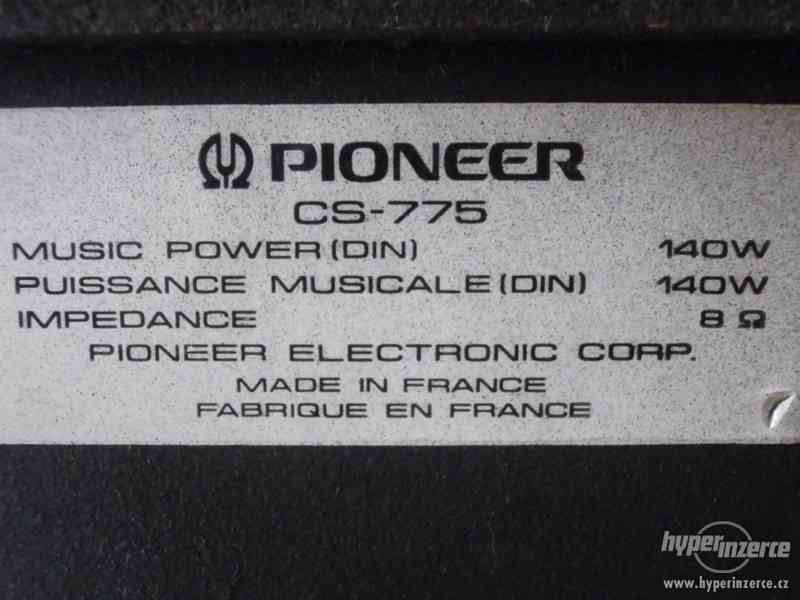 PIONEER
CS-775
MUSIC POWER (DIN) 140W
PUISSANCE MUSICALE (DIN) 140W
IMPEDANCE 8 Ω
PIONEER ELECTRONIC CORP.
MADE IN FRANCE
FABRIQUE EN FRANCE
hyperinzerce
www.hyperinzerce.cz